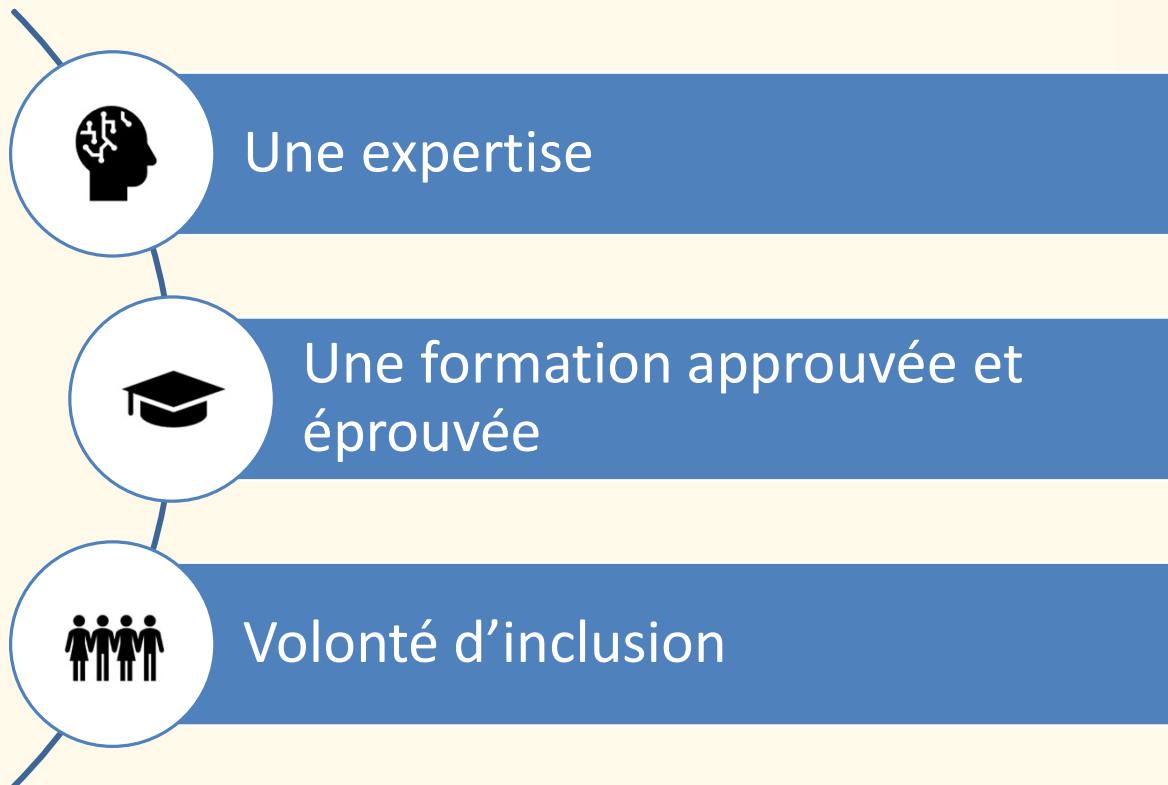 Une expertise
Une formation approuvée et
éprouvée
Volonté d’inclusion